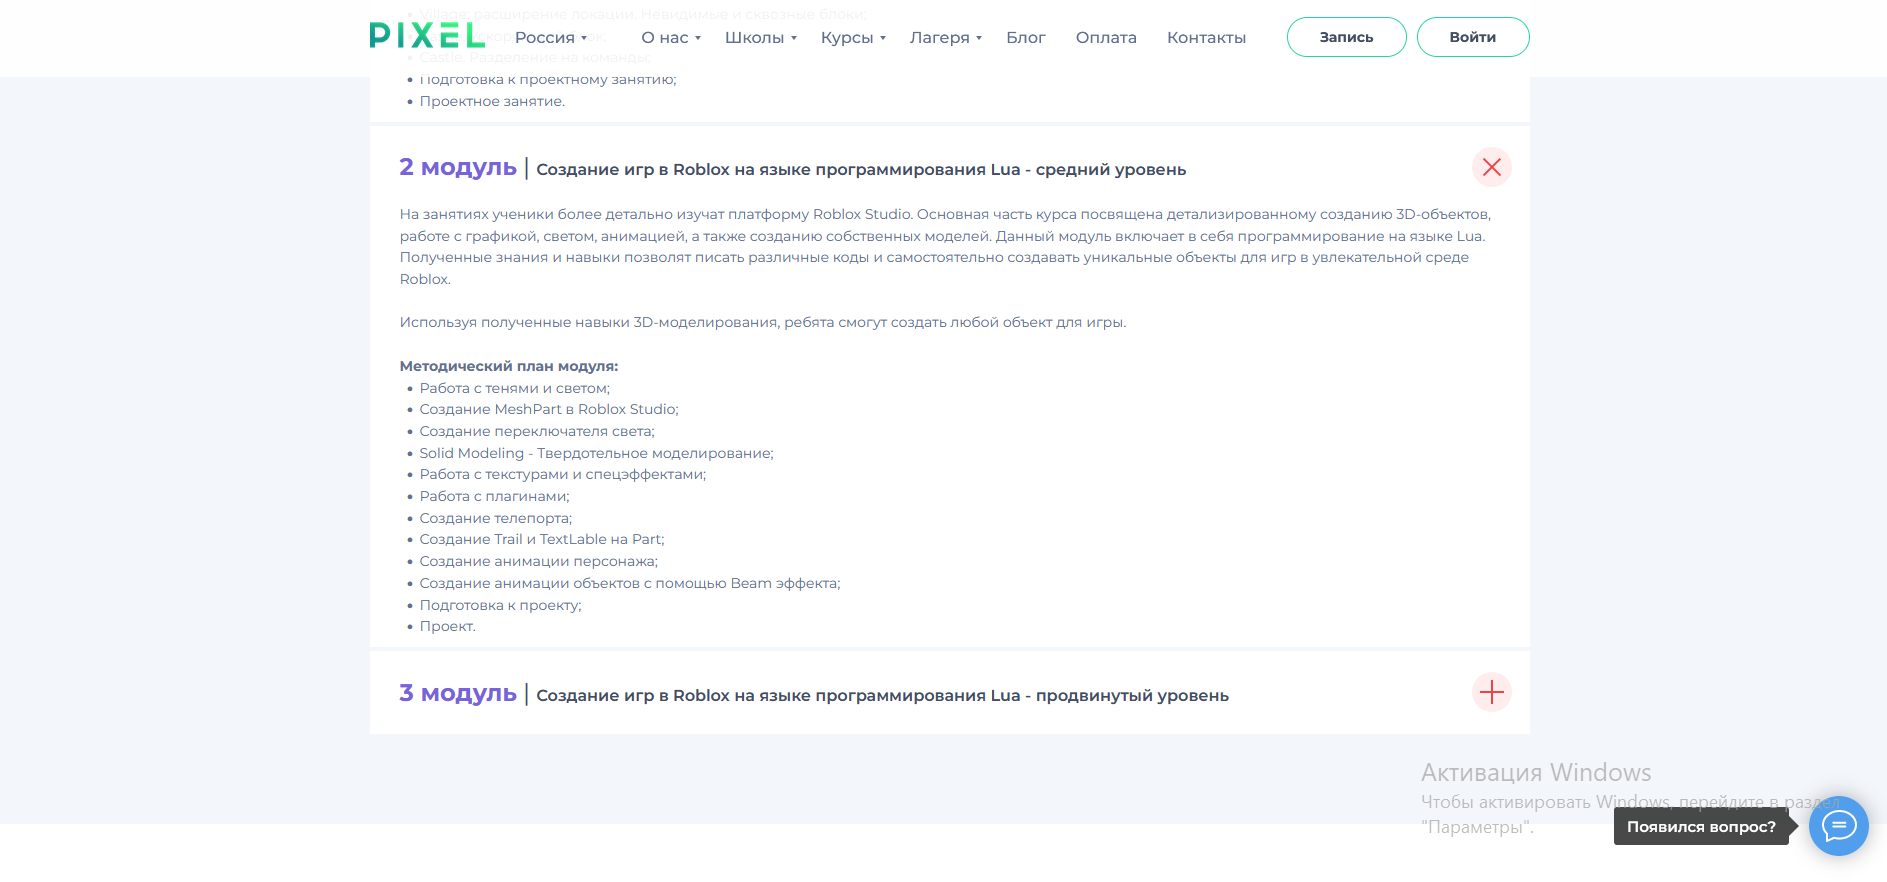 Village: расширение локации. Невидимые и сквозные блоки;
PIXEL Россия О нас Школы Курсы Лагеря Блог Оплата Контакты Запись Войти
Castle. Разделение на команды;
Подготовка к проектному занятию;
Проектное занятие.
2 модуль | Создание игр в Roblox на языке программирования Lua - средний уровень
На занятиях ученики более детально изучат платформу Roblox Studio. Основная часть курса посвящена детализированному созданию 3D-объектов,
работе с графикой, светом, анимацией, а также созданию собственных моделей. Данный модуль включает в себя программирование на языке Lua.
Полученные знания и навыки позволят писать различные коды и самостоятельно создавать уникальные объекты для игр в увлекательной среде
Roblox.
Используя полученные навыки 3D-моделирования, ребята смогут создать любой объект для игры.
Методический план модуля:
Работа с тенями и светом;
Создание MeshPart в Roblox Studio;
Создание переключателя света;
Solid Modeling - Твердотельное моделирование;
Работа с текстурами и спецэффектами;
Работа с плагинами;
Создание телепорта;
Создание Trail и TextLable на Part;
Создание анимации персонажа;
Создание анимации объектов с помощью Beam эффекта;
Подготовка к проекту;
Проект.
3 модуль | Создание игр в Roblox на языке программирования Lua - продвинутый уровень
Активация Windows
Чтобы активировать Windows, перейдите в раздел
"Параметры".
Появился вопрос?